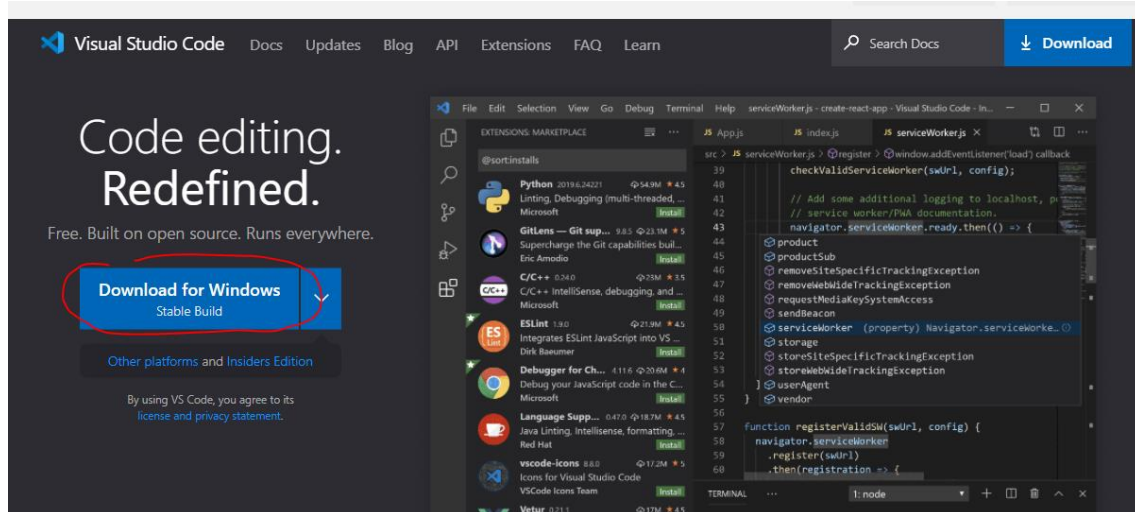 Visual Studio Code Docs Updates Blog API Extensions FAQ Learn Search Docs Download
Code editing.
Redefined.
Free. Built on open source. Runs everywhere.
Download for Windows
Stable Build
Other platforms and Insiders Edition
By using VS Code, you agree to its
license and privacy statement.
File Edit Selection View Go Debug Terminal Help serviceWorker.js - create-react-app - Visual Studio Code - In...
EXTENSIONS: MARKETPLACE
@sort:installs
Python 2019.6.24221 54.9M ★ 4.5
Linting, Debugging (multi-threaded, ...
Microsoft Install
GitLens — Git sup... 9.8.5 23.1M ★ 5
Supercharge the Git capabilities buil...
Eric Amodio Install
C/C++ 0.24.0 23M ★ 3.5
C/C++ IntelliSense, debugging, and ...
Microsoft Install
ESLint 1.9.0 21.9M ★ 4.5
Integrates ESLint JavaScript into VS ...
Dirk Baeumer Install
Debugger for Ch... 4.11.6 20.6M ★ 4
Debug your JavaScript code in the C...
Microsoft Install
Language Supp... 0.47.0 18.7M ★ 4.5
Java Linting, Intellisense, formatting, ...
Red Hat Install
vscode-icons 8.8.0 17.2M ★ 5
Icons for Visual Studio Code
VSCode Icons Team Install
Vetur 0.21.1 17M ★ 4.5
C/C++
ES
Lint
JS App.js JS index.js JS serviceWorker.js
src > JS serviceWorker.js > register > window.addEventListener('load') callback
39 checkValidServiceWorker(swUrl, config);
40
41 // Add some additional logging to localhost, p
42 // service worker/PWA documentation.
43 navigator.serviceWorker.ready.then(() => {
44 product
45 productSub
46 removeSiteSpecificTrackingException
47 removeWebWideTrackingException
48 requestMediaKeySystemAccess
49 sendBeacon
50 serviceWorker (property) Navigator.serviceWorke...
51 storage
52 storeSiteSpecificTrackingException
53 storeWebWideTrackingException
54 } userAgent
55 } vendor
56
57 function registerValidSW(swUrl, config) {
58 navigator.serviceWorker
59 .register(swUrl)
60 .then(registration => {
TERMINAL ... 1: node